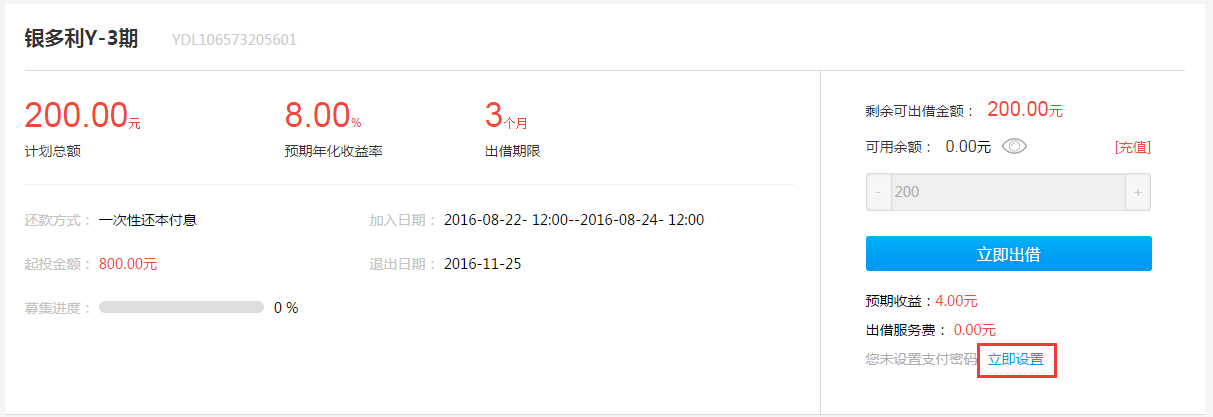 银多利Y-3期 YDL106573205601
200.00元 8.00% 3个月
计划总额 预期年化收益率 出借期限
还款方式： 一次性还本付息 加入日期： 2016-08-22- 12:00--2016-08-24- 12:00
起投金额： 800.00元 退出日期： 2016-11-25
募集进度： 0 %
剩余可出借金额： 200.00元
可用余额： 0.00元 [充值]
- 200 +
立即出借
预期收益：4.00元
出借服务费： 0.00元
您未设置支付密码 立即设置